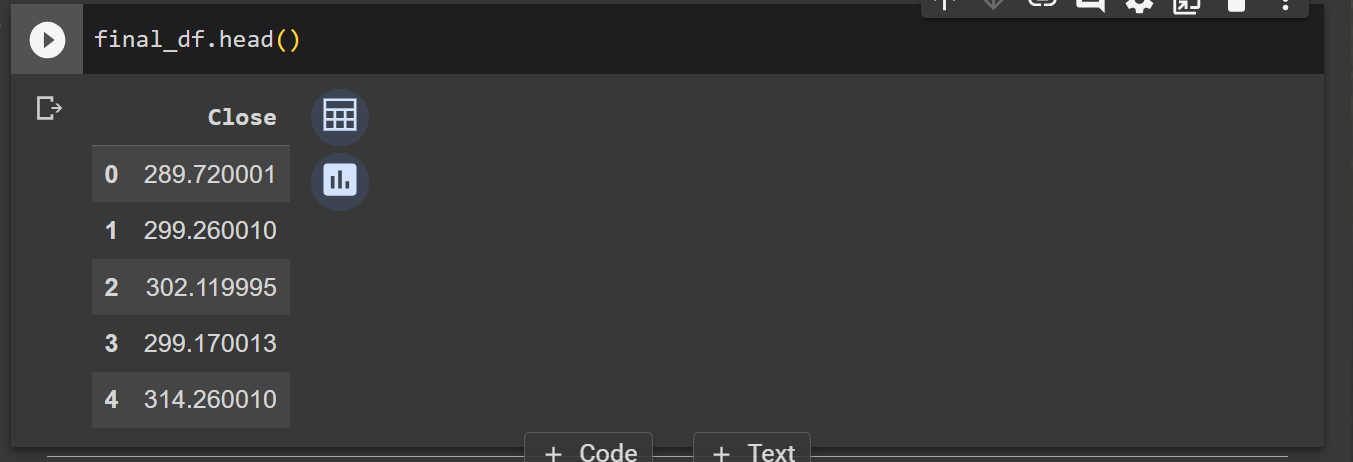 final_df.head()
Close
0 289.720001
1 299.260010
2 302.119995
3 299.170013
4 314.260010
+ Code + Text